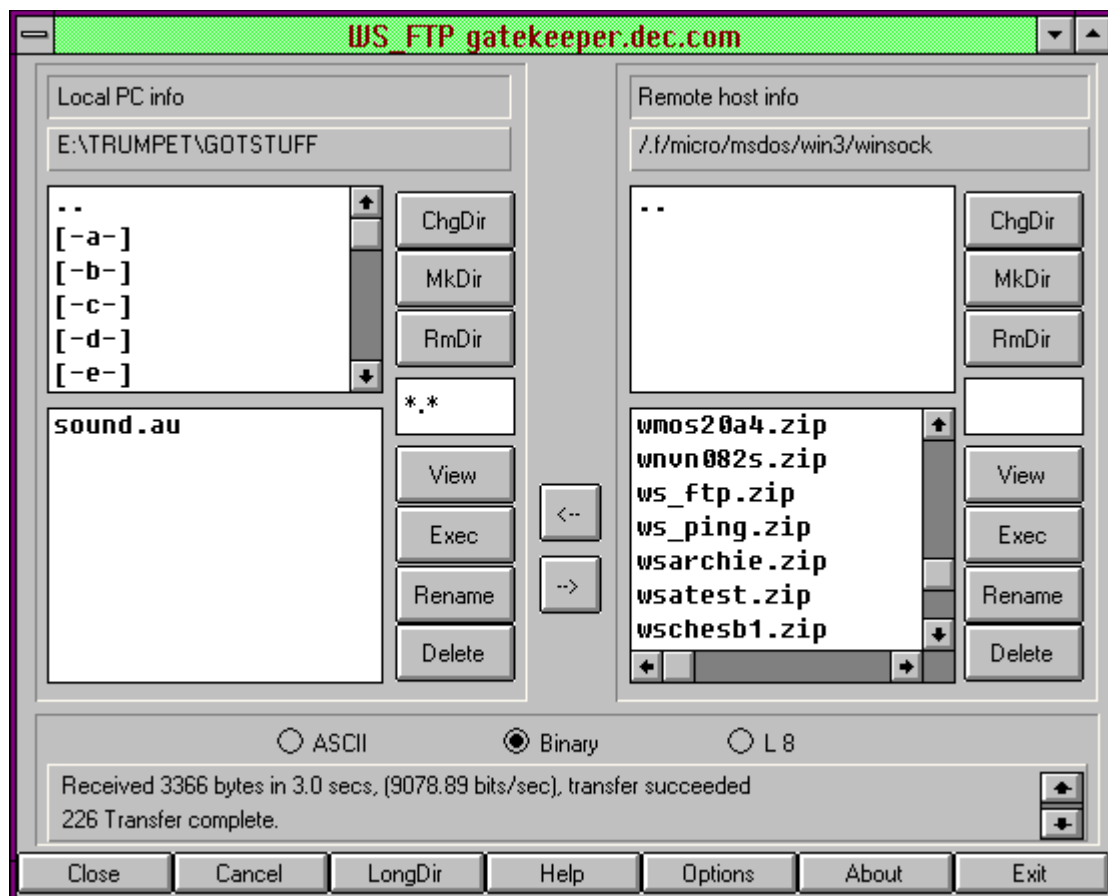 WS_FTP gatekeeper.dec.com
Local PC info
E:\TRUMPET\GOTSTUFF
..
[-a-]
[-b-]
[-c-]
[-d-]
[-e-]
ChgDir
MkDir
RmDir
*.*
sound.au
View
Exec
Rename
Delete
<--
-->
Remote host info
/.f/micro/msdos/win3/winsock
..
ChgDir
MkDir
RmDir
wmos20a4.zip
wnvn082s.zip
ws_ftp.zip
ws_ping.zip
wsarchie.zip
wsatest.zip
wschesb1.zip
View
Exec
Rename
Delete
ASCII Binary L 8
Received 3366 bytes in 3.0 secs, (9078.89 bits/sec), transfer succeeded
226 Transfer complete.
Close Cancel LongDir Help Options About Exit